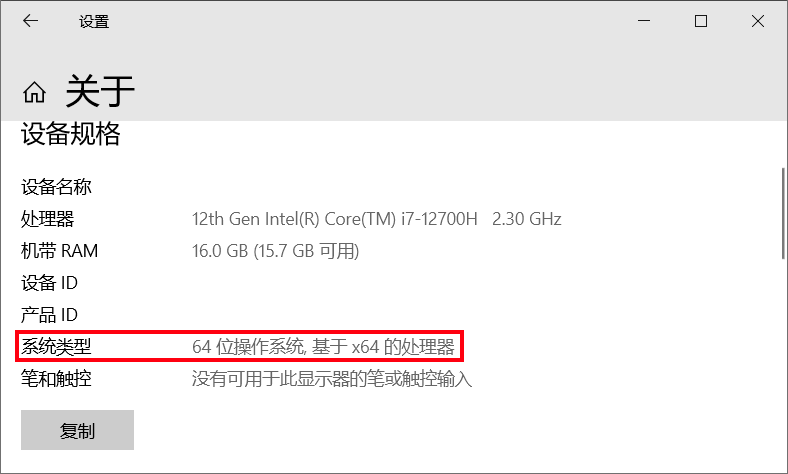 设置
关于
设备规格
设备名称
处理器 12th Gen Intel(R) Core(TM) i7-12700H 2.30 GHz
机带 RAM 16.0 GB (15.7 GB 可用)
设备 ID
产品 ID
系统类型 64 位操作系统, 基于 x64 的处理器
笔和触控 没有可用于此显示器的笔或触控输入
复制